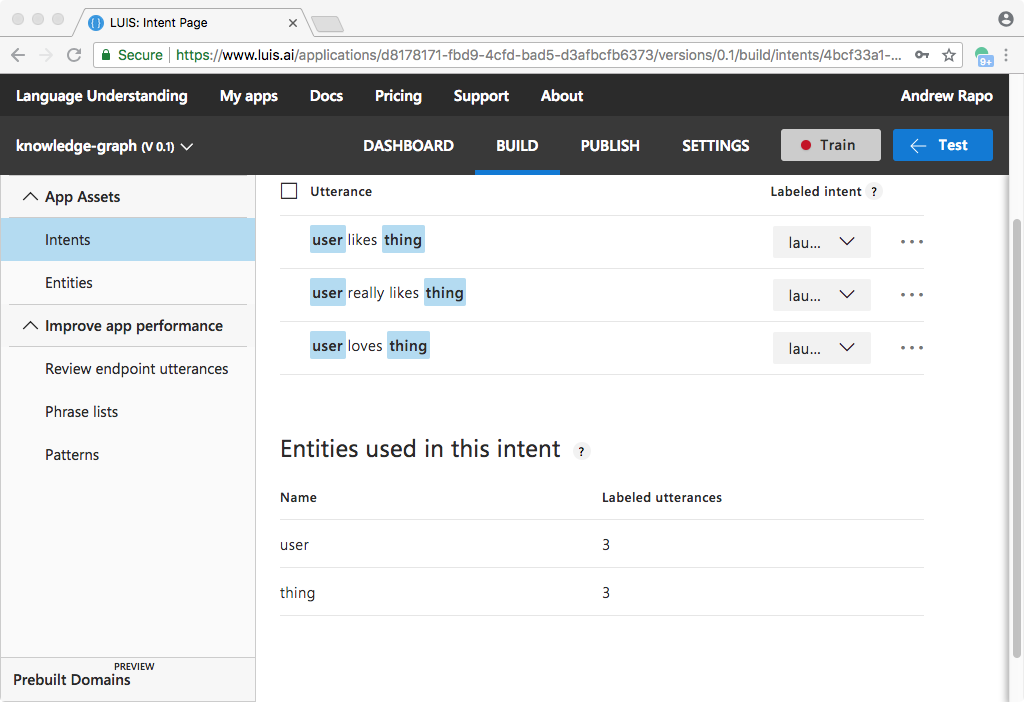 LUIS: Intent Page
Secure https://www.luis.ai/applications/d8178171-fbd9-4cfd-bad5-d3afbcfb6373/versions/0.1/build/intents/4bcf33a1-...
9+
Language Understanding My apps Docs Pricing Support About Andrew Rapo
knowledge-graph (V 0.1) DASHBOARD BUILD PUBLISH SETTINGS Train Test
App Assets
Intents
Entities
Improve app performance
Review endpoint utterances
Phrase lists
Patterns
PREVIEW
Prebuilt Domains
Utterance Labeled intent ?
user likes thing lau... ...
user really likes thing lau... ...
user loves thing lau... ...
Entities used in this intent ?
Name Labeled utterances
user 3
thing 3